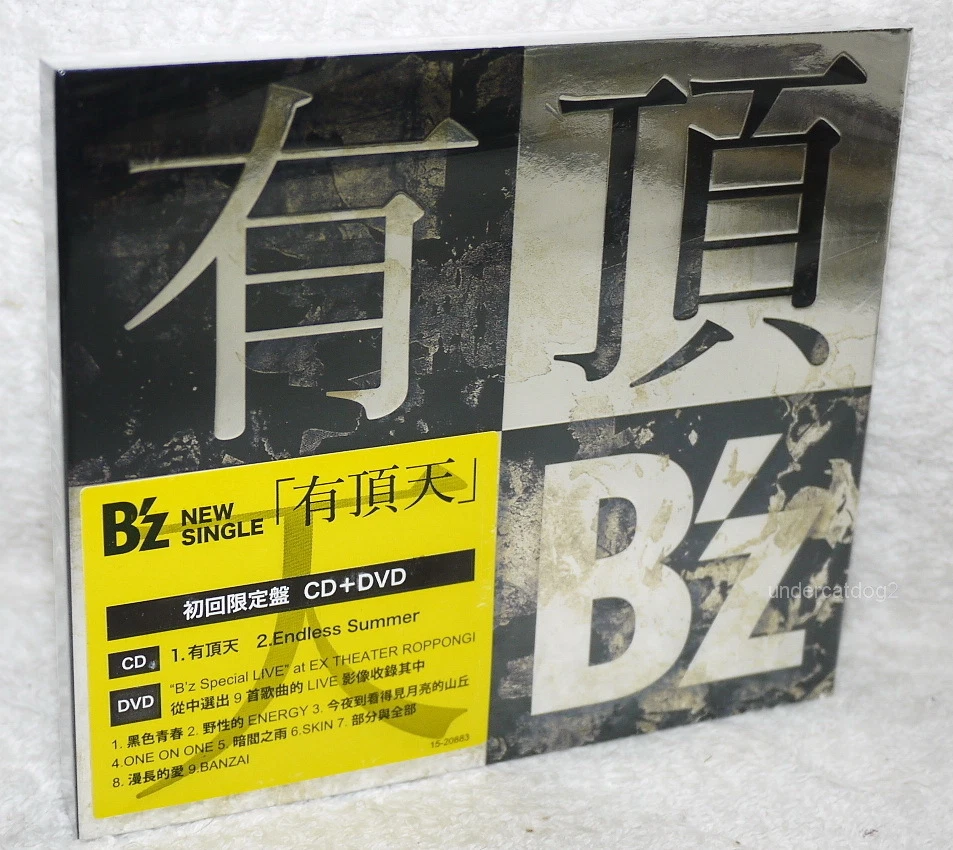 有
頂
天
B'z
B'z NEW SINGLE「有頂天」
初回限定盤 CD+DVD
CD 1.有頂天 2.Endless Summer
DVD "B'z Special LIVE" at EX THEATER ROPPONGI
從中選出 9 首歌曲的 LIVE 影像收錄其中
1. 黑色青春 2. 野性的 ENERGY 3. 今夜到看得見月亮的山丘
4.ONE ON ONE 5. 暗闇之雨 6.SKIN 7. 部分與全部
8. 漫長的愛 9.BANZAI
15-20883
undercatdog2